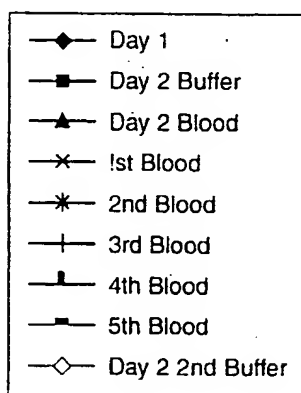 Day 1
Day 2 Buffer
Day 2 Blood
!st Blood
2nd Blood
3rd Blood
4th Blood
5th Blood
Day 2 2nd Buffer